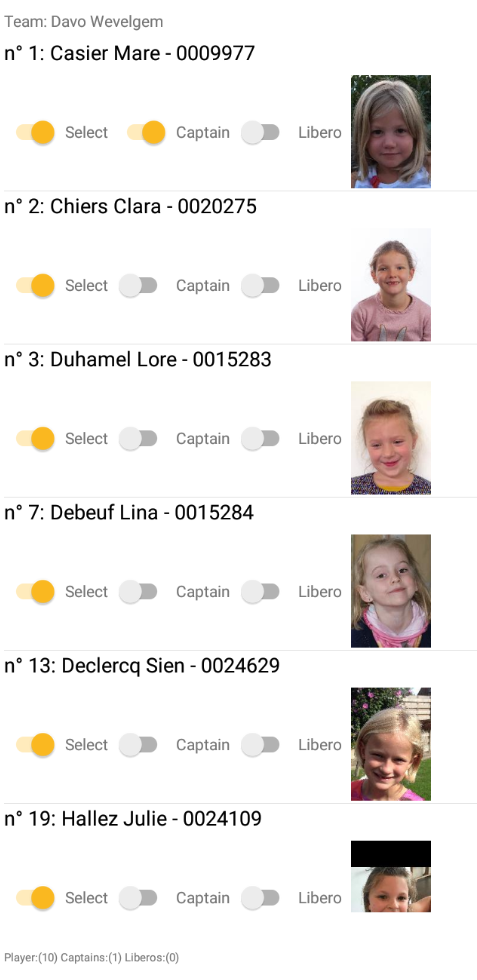 Team: Davo Wevelgem
n° 1: Casier Mare - 0009977
Select Captain Libero
n° 2: Chiers Clara - 0020275
Select Captain Libero
n° 3: Duhamel Lore - 0015283
Select Captain Libero
n° 7: Debeuf Lina - 0015284
Select Captain Libero
n° 13: Declercq Sien - 0024629
Select Captain Libero
n° 19: Hallez Julie - 0024109
Select Captain Libero
Player:(10) Captains:(1) Liberos:(0)